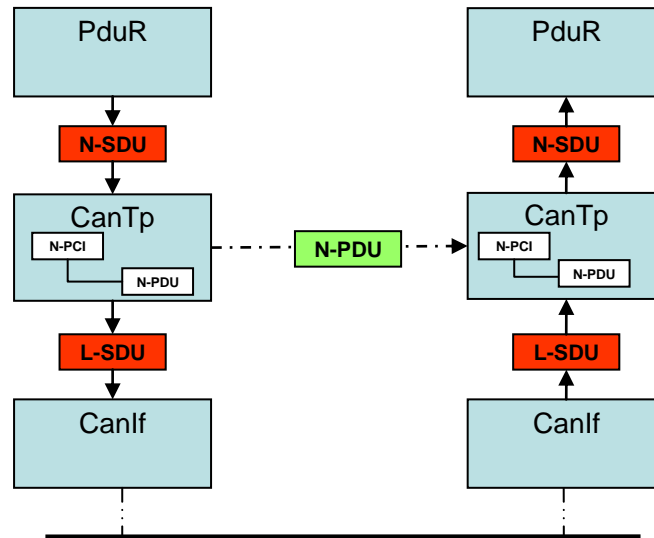 PduR
PduR
N-SDU
N-SDU
CanTp
CanTp
N-PCI
N-PDU
N-PDU
N-PCI
N-PDU
L-SDU
L-SDU
CanIf
CanIf